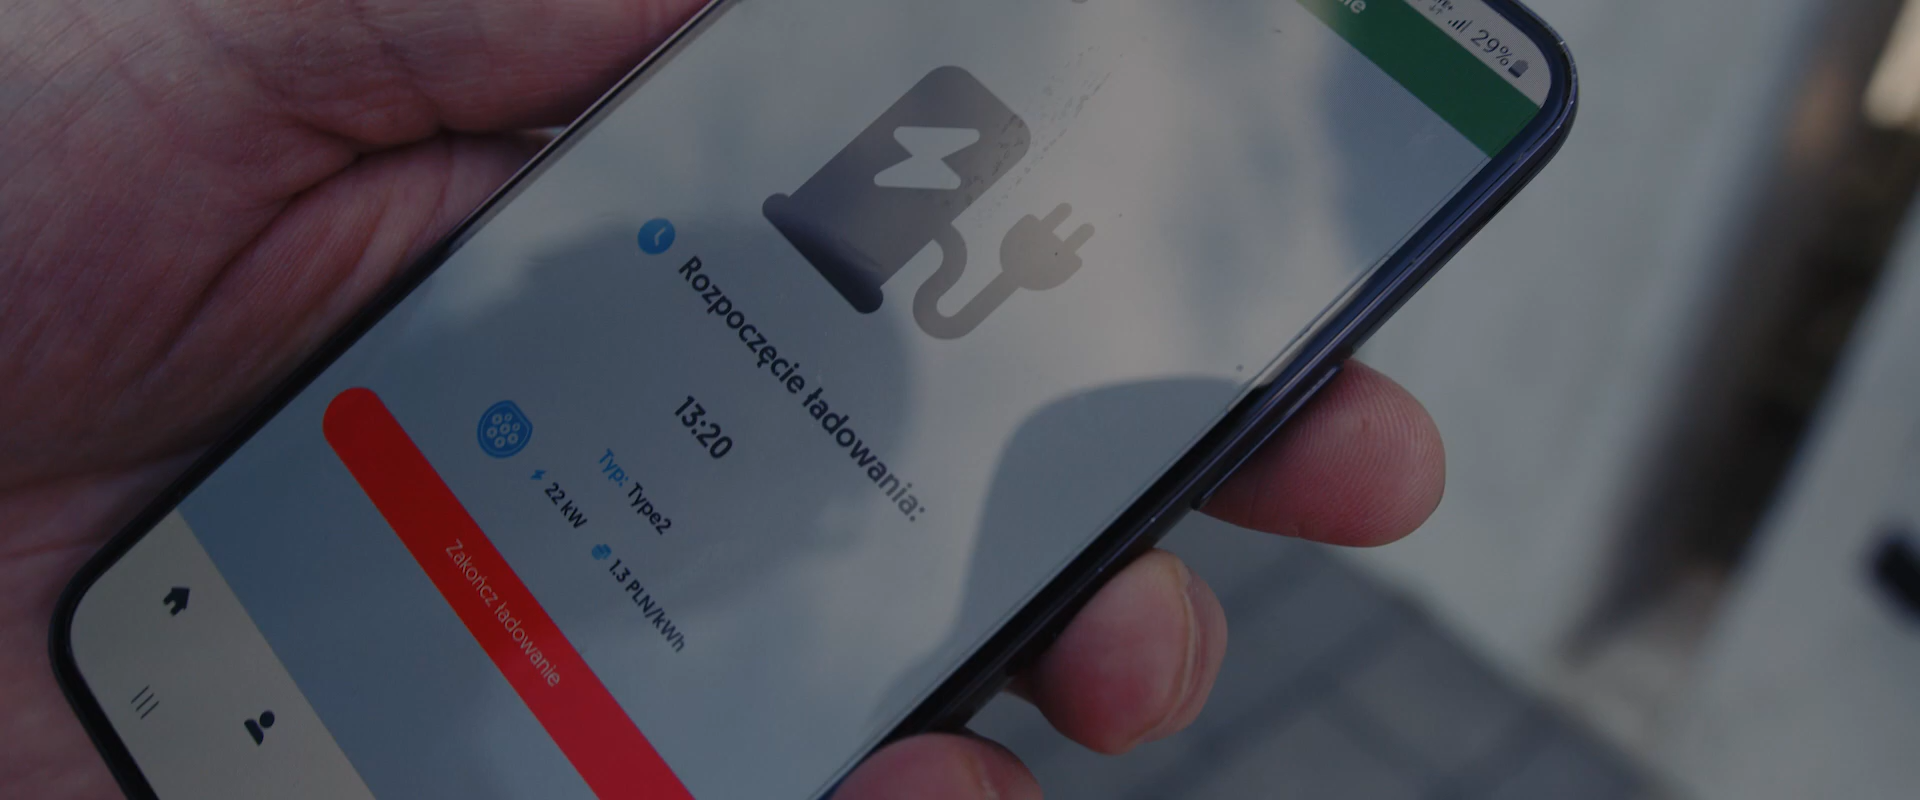 29%
Rozpoczęcie ładowania:
13:20
Typ: Type2
22 kW 1.3 PLN/kWh
Zakończ ładowanie